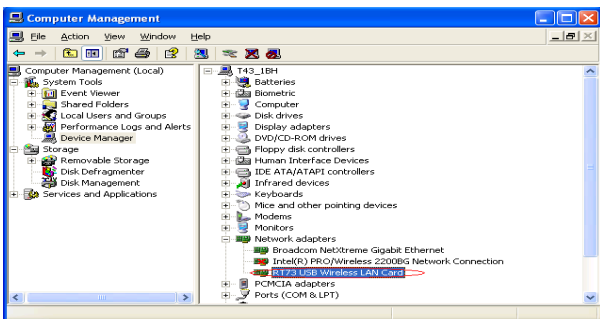 Computer Management
File Action View Window Help
Computer Management (Local)
System Tools
Event Viewer
Shared Folders
Local Users and Groups
Performance Logs and Alerts
Device Manager
Storage
Removable Storage
Disk Defragmenter
Disk Management
Services and Applications
T43_1BH
Batteries
Biometric
Computer
Disk drives
Display adapters
DVD/CD-ROM drives
Floppy disk controllers
Human Interface Devices
IDE ATA/ATAPI controllers
Infrared devices
Keyboards
Mice and other pointing devices
Modems
Monitors
Network adapters
Broadcom NetXtreme Gigabit Ethernet
Intel(R) PRO/Wireless 2200BG Network Connection
RT73 USB Wireless LAN Card
PCMCIA adapters
Ports (COM & LPT)